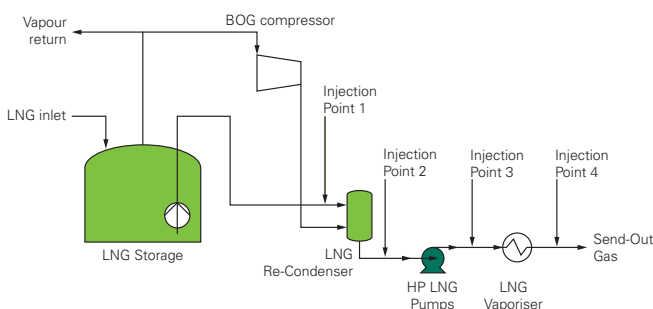 Vapour
return
BOG compressor
LNG inlet
Injection
Point 1
Injection
Point 2
Injection
Point 3
Injection
Point 4
Send-Out
Gas
LNG Storage
LNG
Re-Condenser
HP LNG
Pumps
LNG
Vaporiser